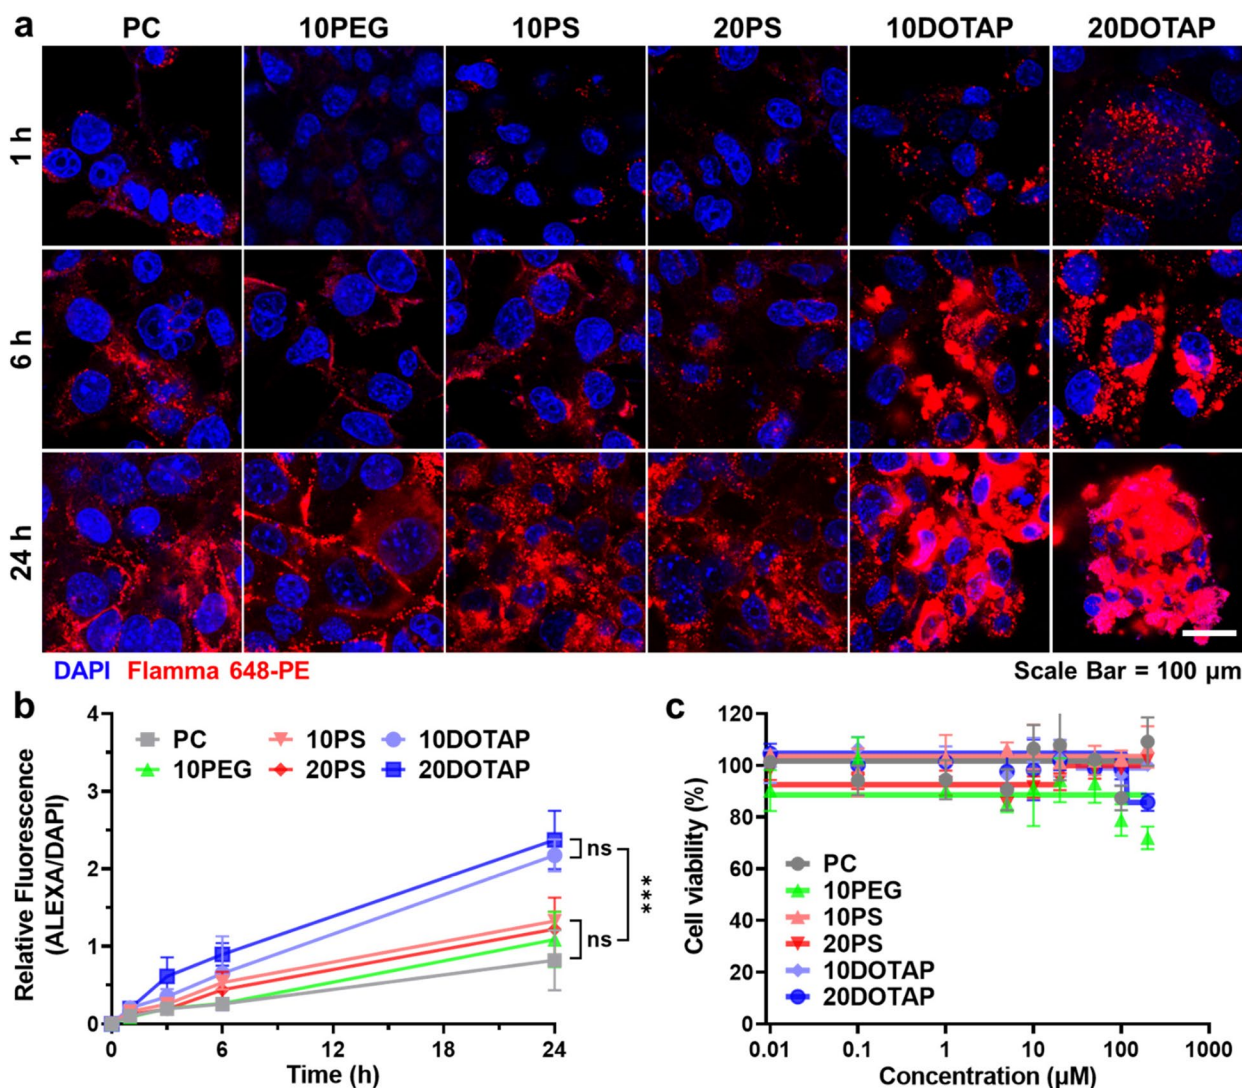 a
PC 10PEG 10PS 20PS 10DOTAP 20DOTAP
1 h
6 h
24 h
DAPI Flamma 648-PE Scale Bar = 100 µm
b
Relative Fluorescence
(ALEXA/DAPI)
4
3
2
1
0
PC 10PS 10DOTAP
10PEG 20PS 20DOTAP
ns
***
ns
0 6 12 18 24
Time (h)
c
Cell viability (%)
120
100
80
60
40
20
0
PC
10PEG
10PS
20PS
10DOTAP
20DOTAP
0.01 0.1 1 10 100 1000
Concentration (µM)